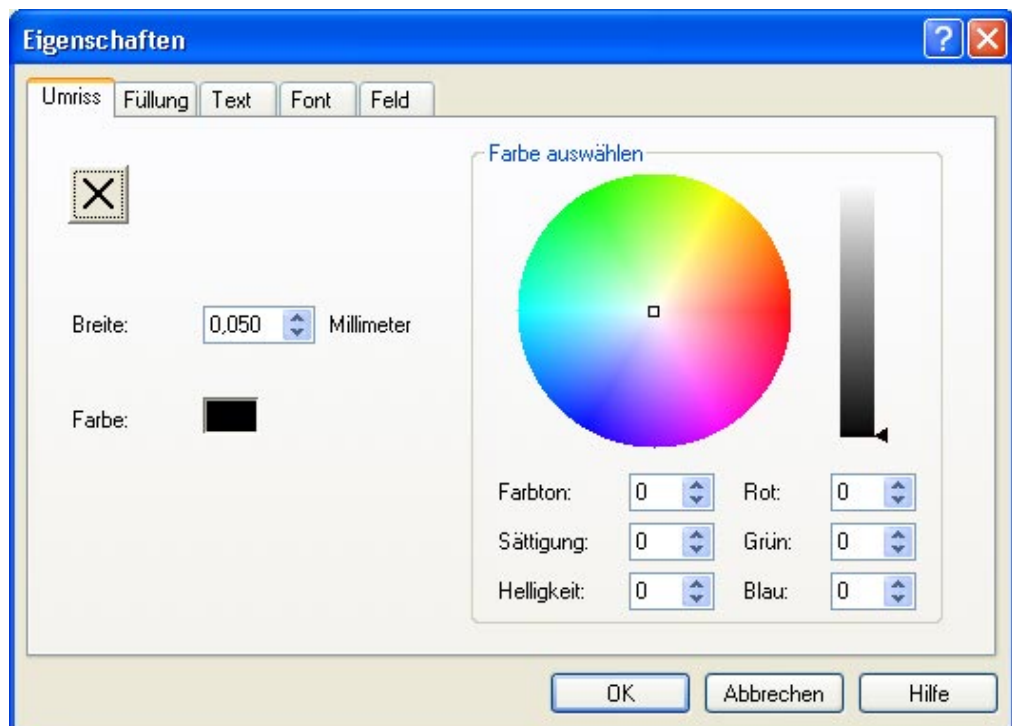 Eigenschaften
Umriss Füllung Text Font Feld
Farbe auswählen
Breite: 0,050 Millimeter
Farbe:
Farbton: 0 Rot: 0
Sättigung: 0 Grün: 0
Helligkeit: 0 Blau: 0
OK Abbrechen Hilfe